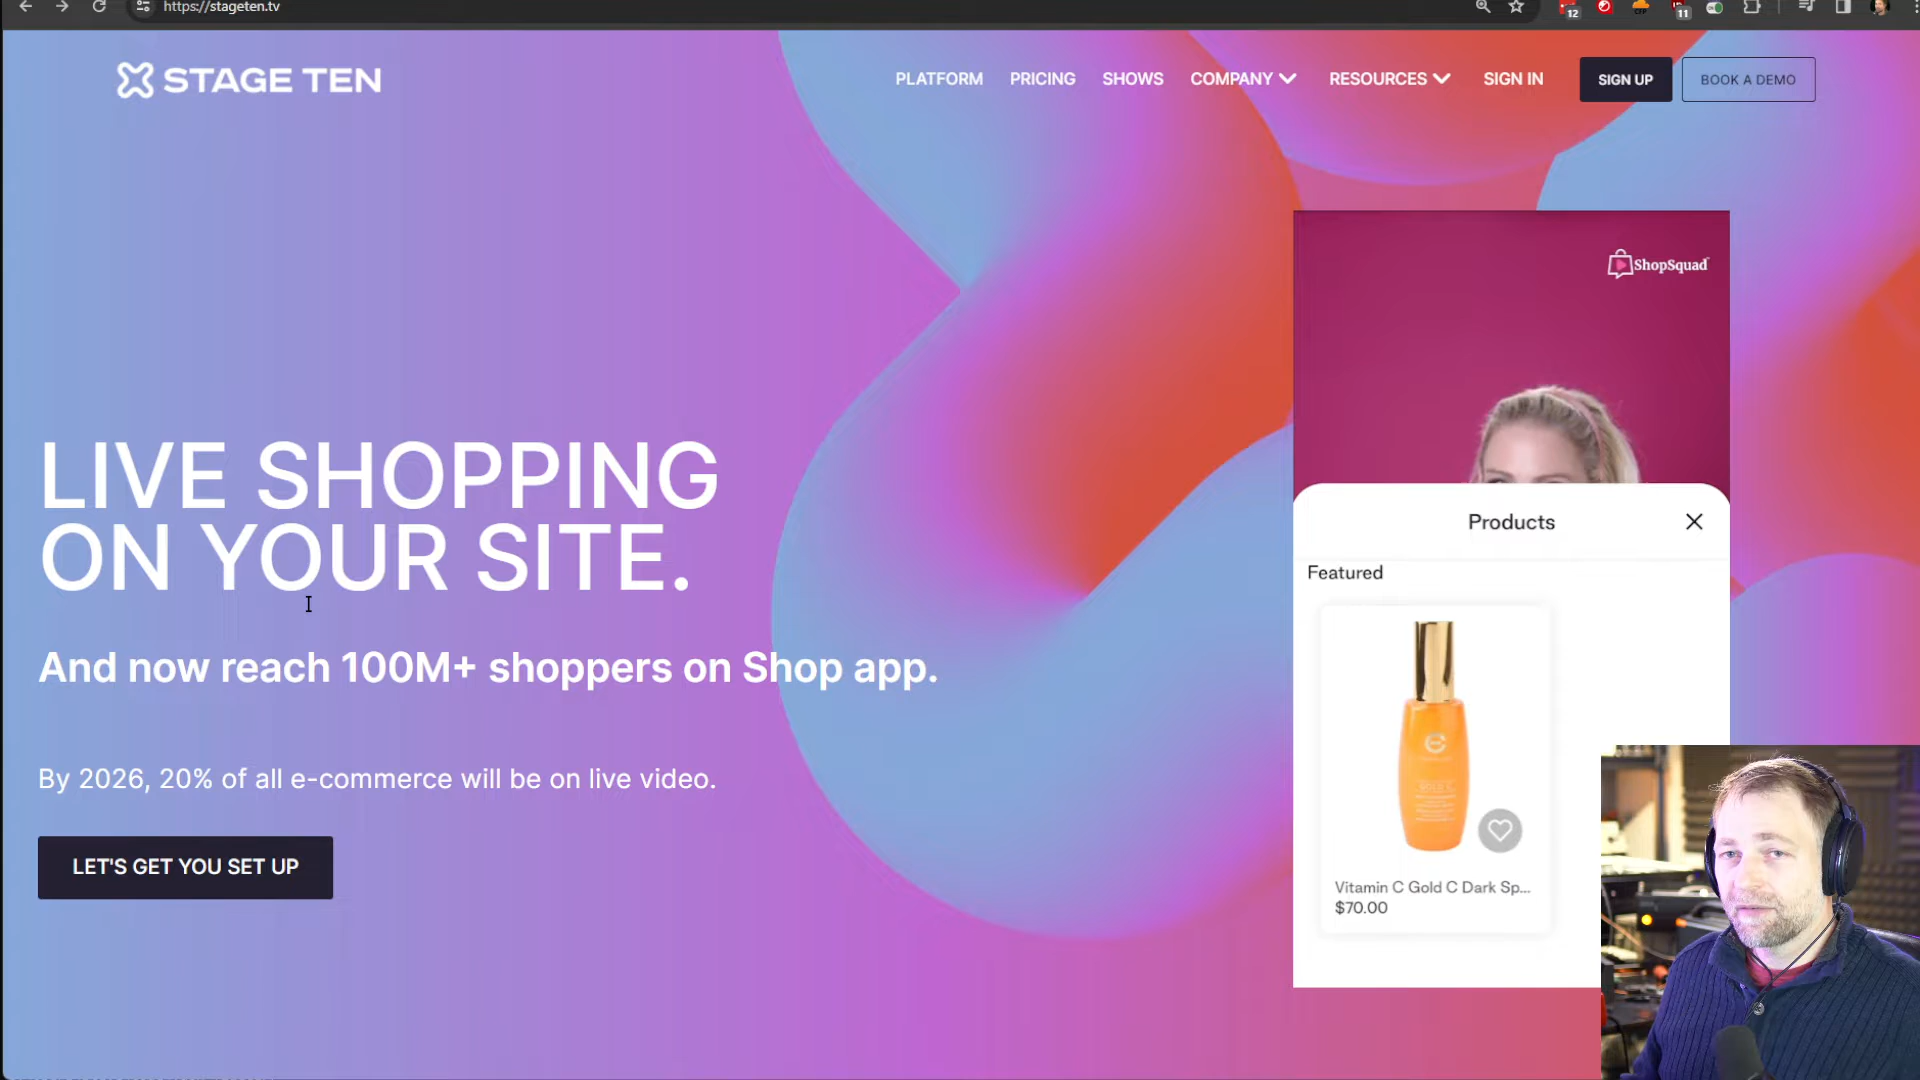 https://stageten.tv
12
11
STAGE TEN
PLATFORM
PRICING
SHOWS
COMPANY
RESOURCES
SIGN IN
SIGN UP
BOOK A DEMO
ShopSquad
LIVE SHOPPING
ON YOUR SITE.
And now reach 100M+ shoppers on Shop app.
By 2026, 20% of all e-commerce will be on live video.
LET'S GET YOU SET UP
Products
Featured
Vitamin C Gold C Dark Sp...
$70.00